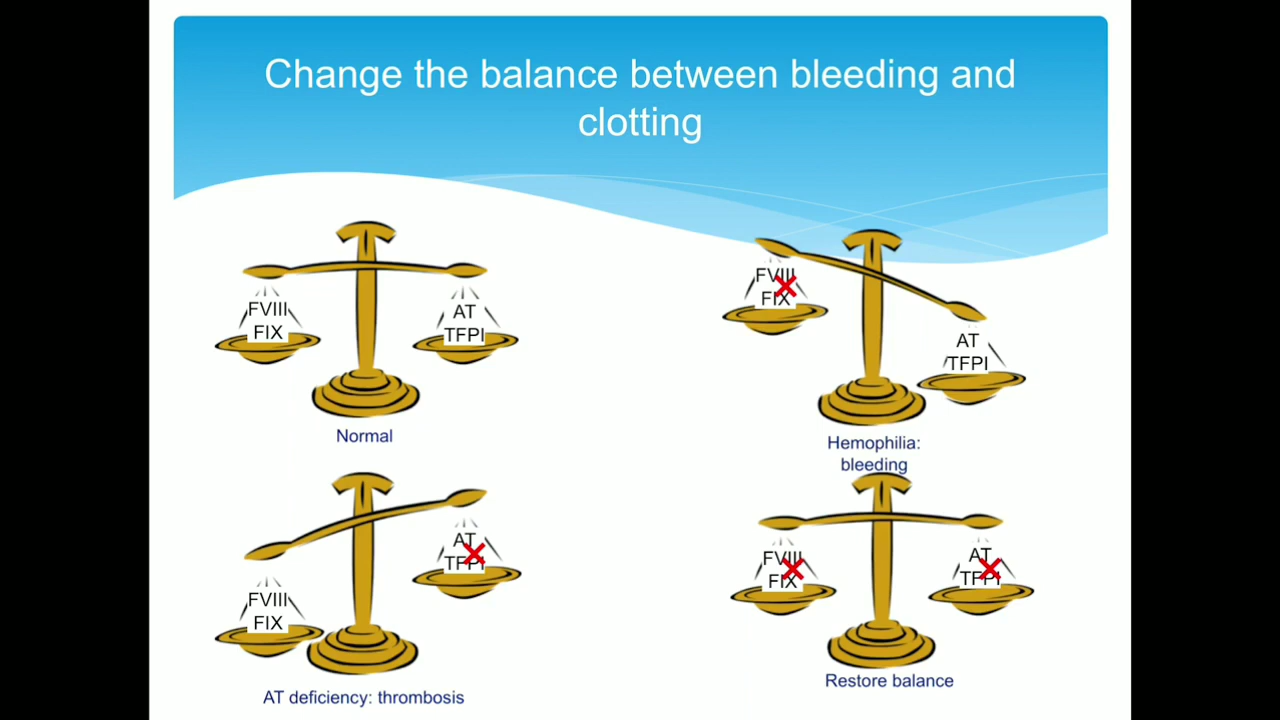 Change the balance between bleeding and
clotting
FVIII
FIX
AT
TFPI
Normal
FVIII
FIX
AT
TFPI
Hemophilia:
bleeding
FVIII
FIX
AT
TFPI
AT deficiency: thrombosis
FVIII
FIX
AT
TFPI
Restore balance